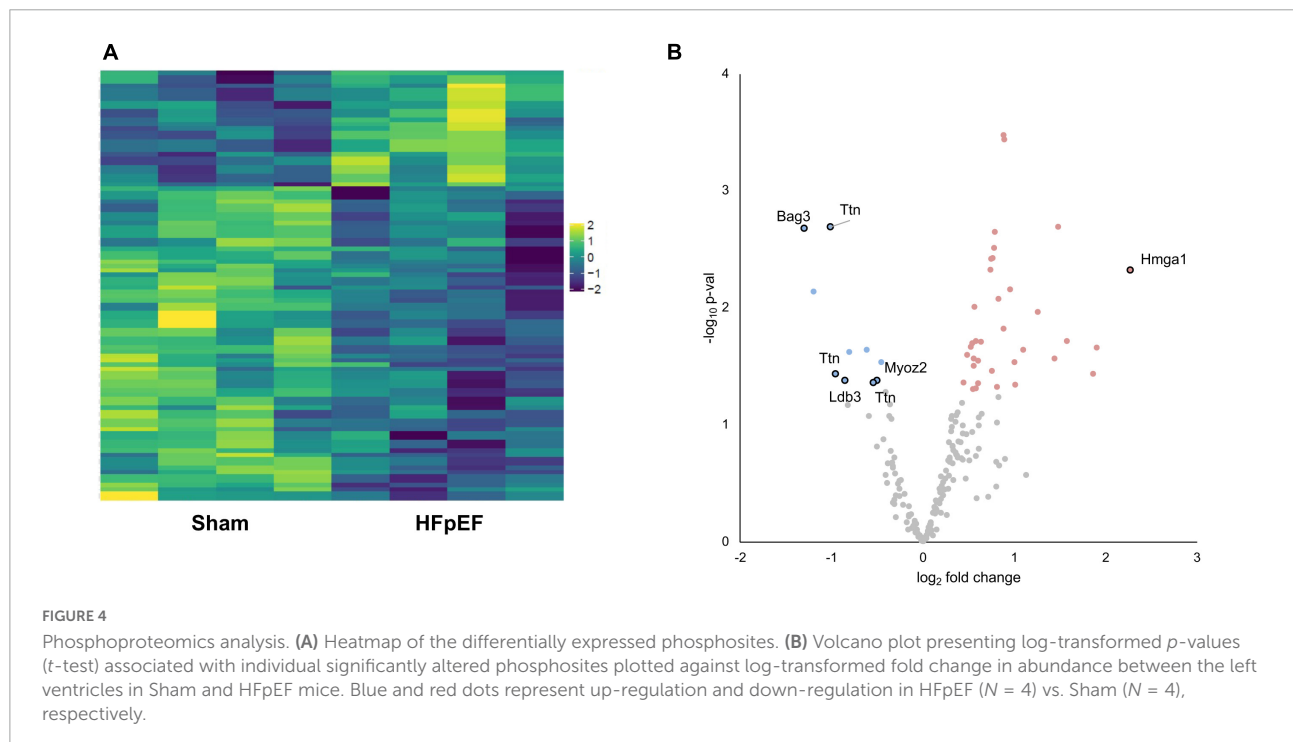 A
B
2
1
0
−1
−2
Sham
HFpEF
4
3
2
1
0
-log10 p-val
-2
-1
0
1
2
3
log2 fold change
Bag3
Ttn
Hmga1
Ttn
Myoz2
Ldb3
Ttn
FIGURE 4
Phosphoproteomics analysis. (A) Heatmap of the differentially expressed phosphosites. (B) Volcano plot presenting log-transformed p-values
(t-test) associated with individual significantly altered phosphosites plotted against log-transformed fold change in abundance between the left
ventricles in Sham and HFpEF mice. Blue and red dots represent up-regulation and down-regulation in HFpEF (N = 4) vs. Sham (N = 4),
respectively.